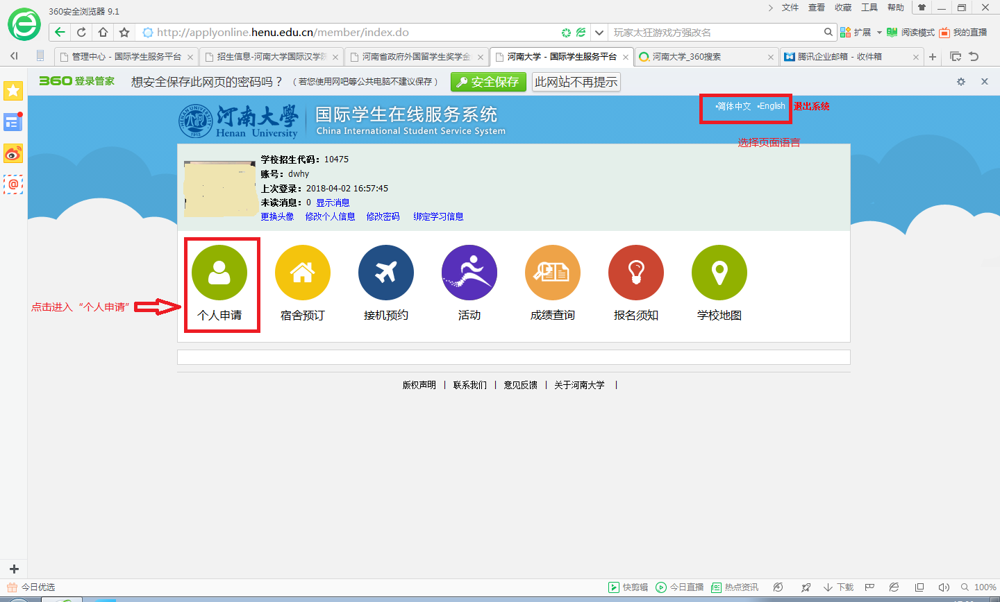 360安全浏览器 9.1
文件 查看 收藏 工具 帮助
http://applyonline.henu.edu.cn/member/index.do
玩家太狂游戏方强改名
扩展 阅读模式 我的直播
管理中心 - 国际学生服务平台
招生信息-河南大学国际汉学院
河南省政府外国留学生奖学金
河南大学 - 国际学生服务平台
河南大学_360搜索
腾讯企业邮箱 - 收件箱
360 登录管家 想安全保存此网页的密码吗？（若您使用网吧等公共电脑不建议保存） 安全保存 此网站不再提示
河南大學
Henan University
HENAN UNIVERSITY
1912
国际学生在线服务系统
China International Student Service System
•简体中文 •English 退出系统
选择页面语言
学校招生代码：10475
账号：dwhy
上次登录：2018-04-02 16:57:45
未读消息：0 显示消息
更换头像 修改个人信息 修改密码 绑定学习信息
点击进入“个人申请”
个人申请 宿舍预订 接机预约 活动 成绩查询 报名须知 学校地图
版权声明 | 联系我们 | 意见反馈 | 关于河南大学 |
今日优选
快剪辑 今日直播 热点资讯 下载 100%